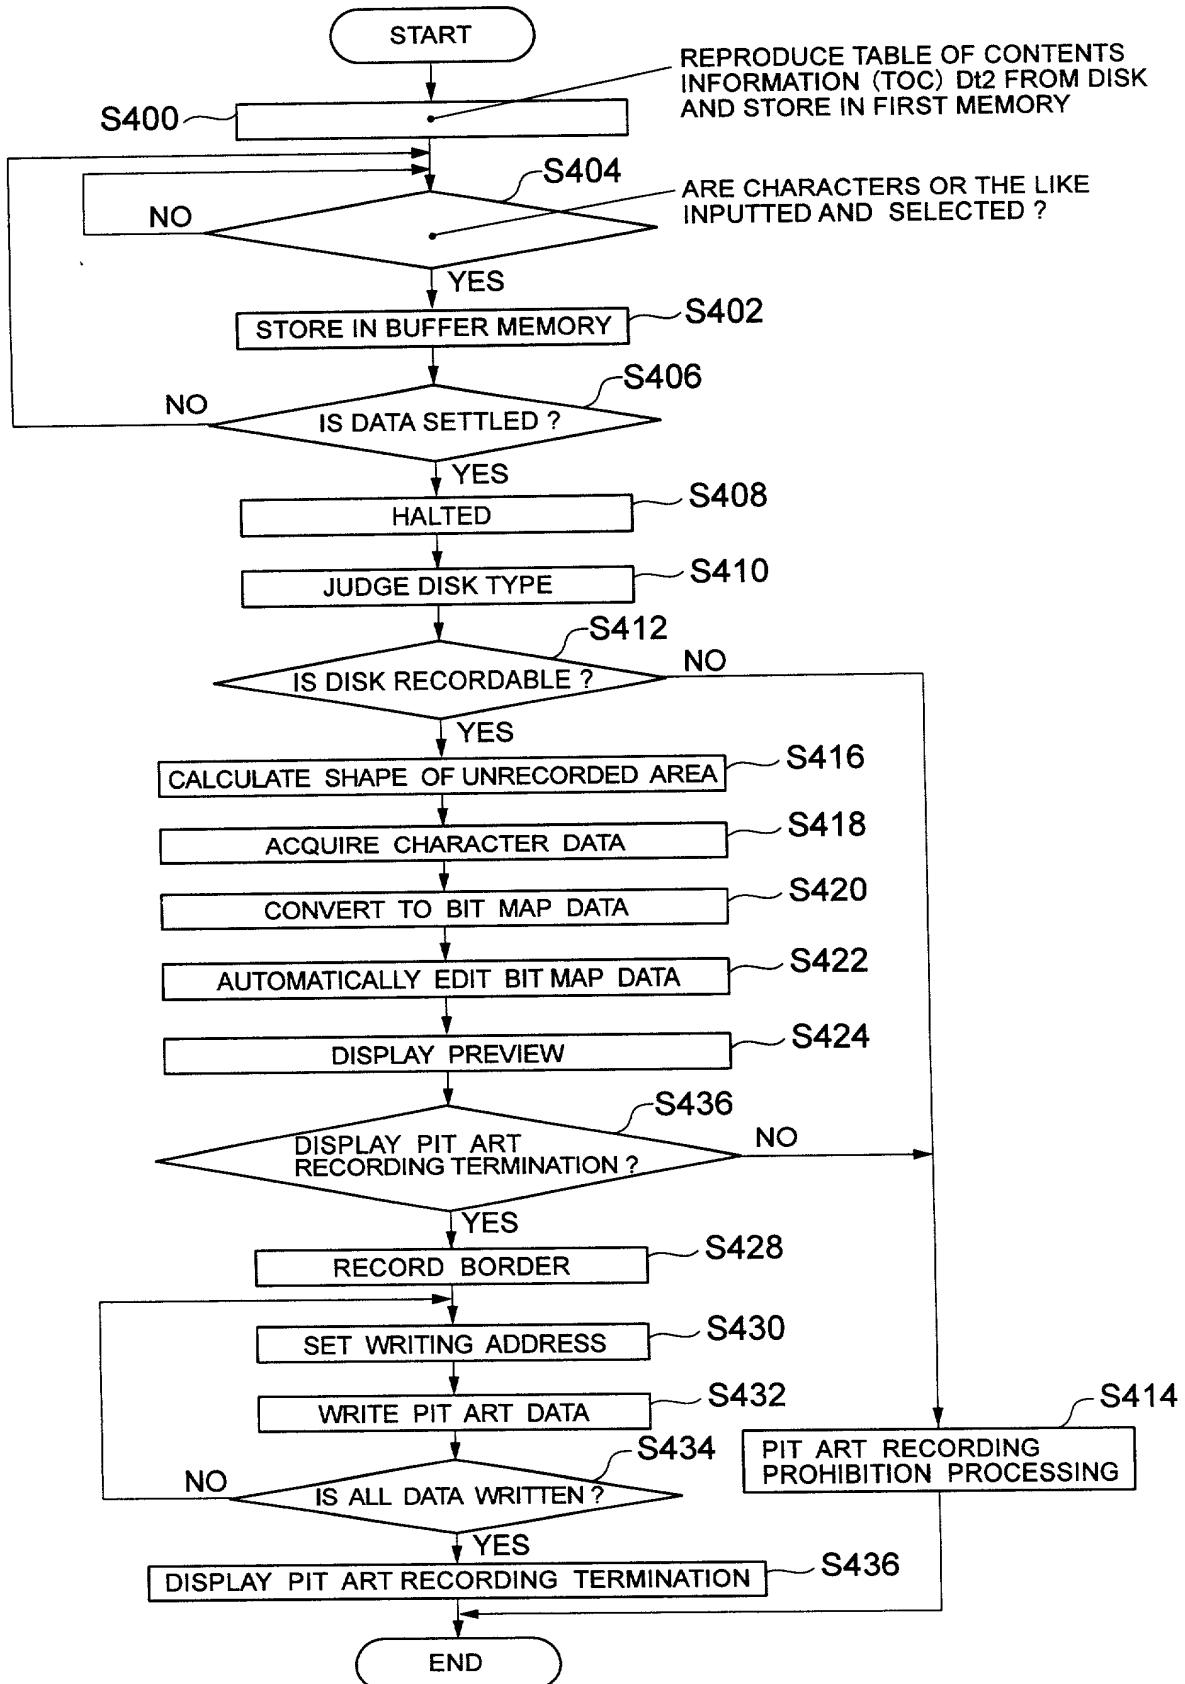 START
REPRODUCE TABLE OF CONTENTS
INFORMATION (TOC) Dt2 FROM DISK
AND STORE IN FIRST MEMORY
S400
S404
ARE CHARACTERS OR THE LIKE
INPUTTED AND SELECTED ?
NO
YES
S402
STORE IN BUFFER MEMORY
S406
NO
IS DATA SETTLED ?
YES
S408
HALTED
S410
JUDGE DISK TYPE
S412
NO
IS DISK RECORDABLE ?
YES
S416
CALCULATE SHAPE OF UNRECORDED AREA
S418
ACQUIRE CHARACTER DATA
S420
CONVERT TO BIT MAP DATA
S422
AUTOMATICALLY EDIT BIT MAP DATA
S424
DISPLAY PREVIEW
S436
NO
DISPLAY PIT ART
RECORDING TERMINATION ?
YES
S428
RECORD BORDER
S430
SET WRITING ADDRESS
S432
WRITE PIT ART DATA
S414
PIT ART RECORDING
PROHIBITION PROCESSING
S434
NO
IS ALL DATA WRITTEN ?
YES
S436
DISPLAY PIT ART RECORDING TERMINATION
END